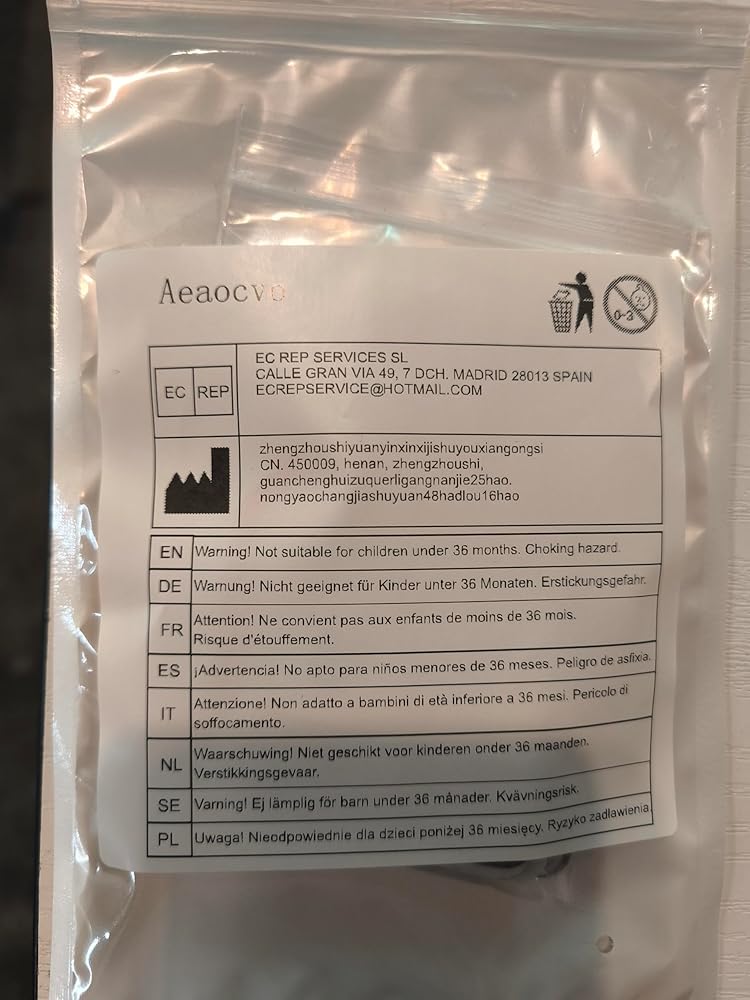 Aeaocvo
0-3
EC REP
EC REP SERVICES SL
CALLE GRAN VIA 49, 7 DCH. MADRID 28013 SPAIN
ECREPSERVICE@HOTMAIL.COM
zhengzhoushiyuanyinxinxijishuyouxiangongsi
CN. 450009, henan, zhengzhoushi,
guanchenghuizuquerligangnanjie25hao.
nongyaochangjiashuyuan48hadlou16hao
EN Warning! Not suitable for children under 36 months. Choking hazard.
DE Warnung! Nicht geeignet für Kinder unter 36 Monaten. Erstickungsgefahr.
FR Attention! Ne convient pas aux enfants de moins de 36 mois.
Risque d'étouffement.
ES ¡Advertencia! No apto para niños menores de 36 meses. Peligro de asfixia.
IT Attenzione! Non adatto a bambini di età inferiore a 36 mesi. Pericolo di
soffocamento.
NL Waarschuwing! Niet geschikt voor kinderen onder 36 maanden.
Verstikkingsgevaar.
SE Varning! Ej lämplig för barn under 36 månader. Kvävningsrisk.
PL Uwaga! Nieodpowiednie dla dzieci poniżej 36 miesięcy. Ryzyko zadławienia.